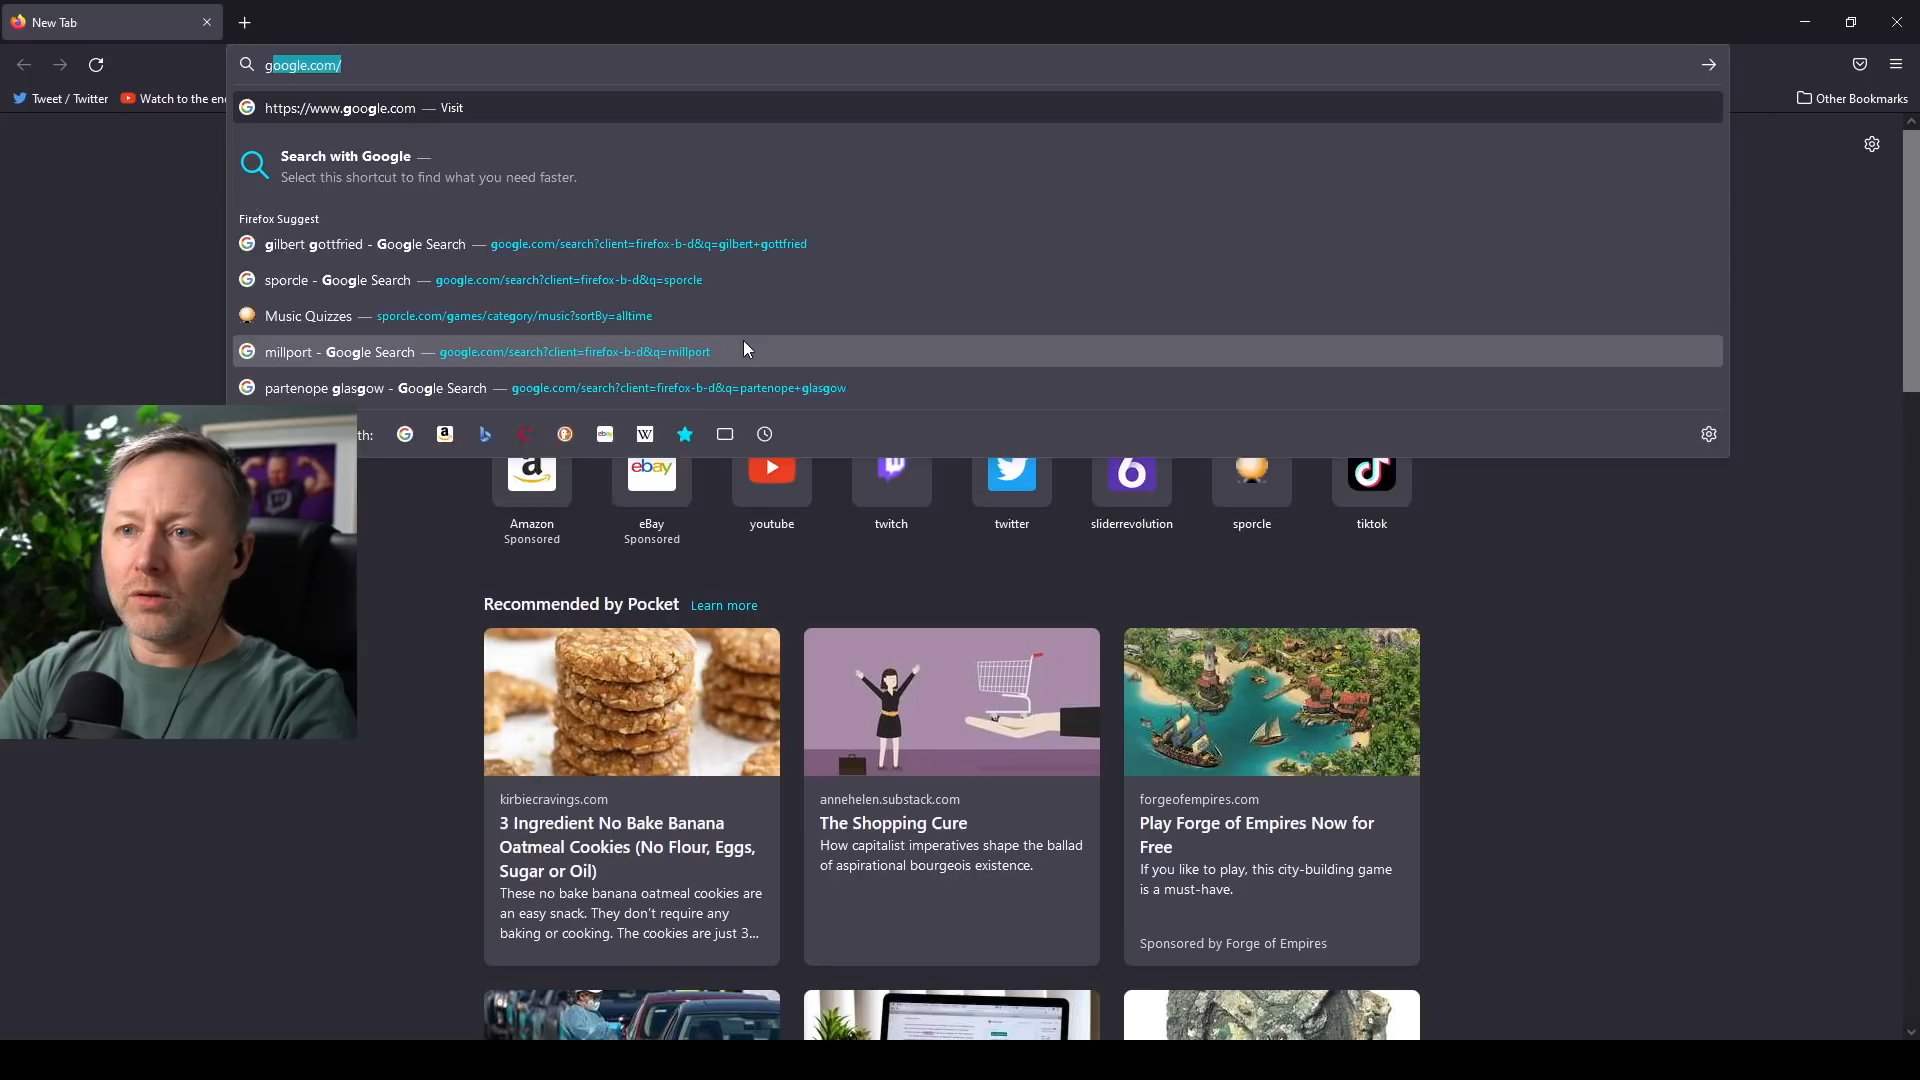 New Tab
google.com/
Tweet / Twitter
Watch to the en
Other Bookmarks
https://www.google.com — Visit
Search with Google —
Select this shortcut to find what you need faster.
Firefox Suggest
gilbert gottfried - Google Search — google.com/search?client=firefox-b-d&q=gilbert+gottfried
sporcle - Google Search — google.com/search?client=firefox-b-d&q=sporcle
Music Quizzes — sporcle.com/games/category/music?sortBy=alltime
millport - Google Search — google.com/search?client=firefox-b-d&q=millport
partenope glasgow - Google Search — google.com/search?client=firefox-b-d&q=partenope+glasgow
th:
a
ebay
W
a
ebay
6
Amazon
Sponsored
eBay
Sponsored
youtube
twitch
twitter
sliderrevolution
sporcle
tiktok
Recommended by Pocket Learn more
kirbiecravings.com
3 Ingredient No Bake Banana
Oatmeal Cookies (No Flour, Eggs,
Sugar or Oil)
These no bake banana oatmeal cookies are
an easy snack. They don't require any
baking or cooking. The cookies are just 3...
annehelen.substack.com
The Shopping Cure
How capitalist imperatives shape the ballad
of aspirational bourgeois existence.
forgeofempires.com
Play Forge of Empires Now for
Free
If you like to play, this city-building game
is a must-have.
Sponsored by Forge of Empires